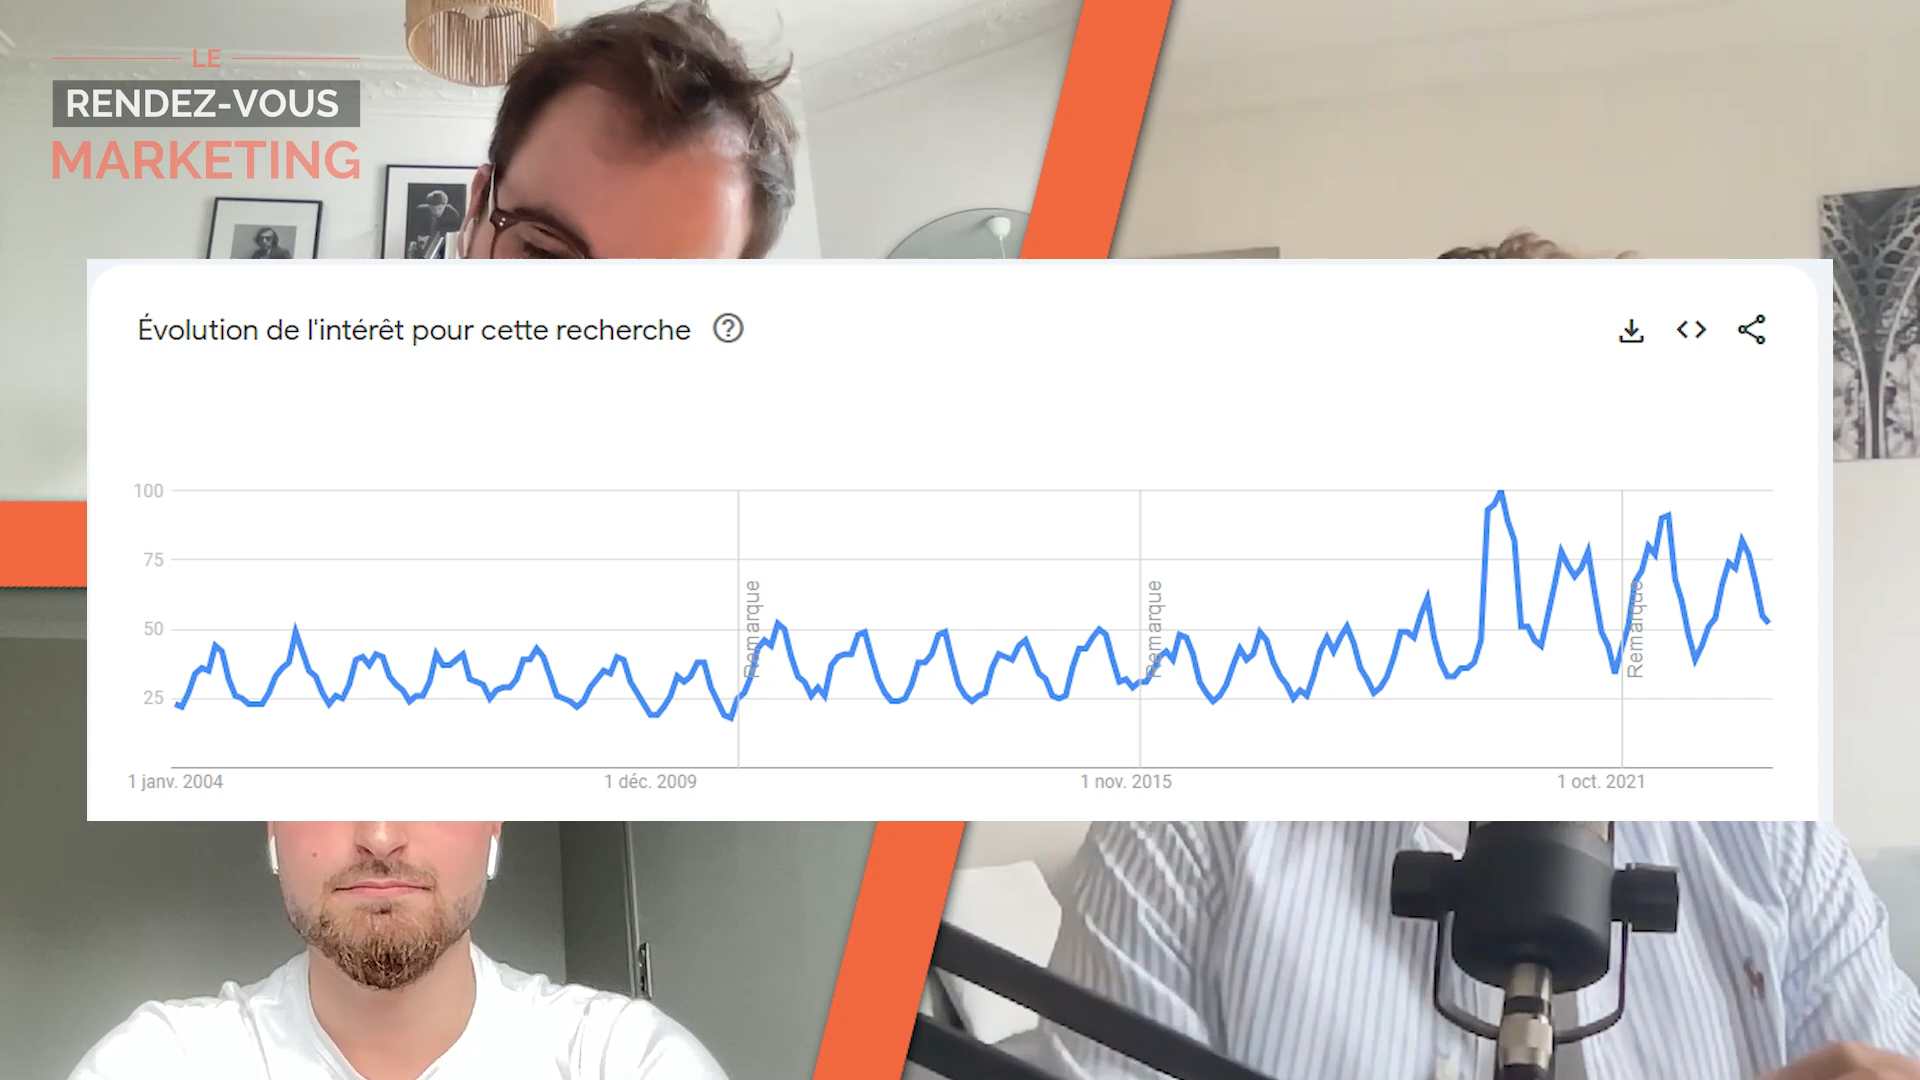 LE
RENDEZ-VOUS
MARKETING
Évolution de l'intérêt pour cette recherche
100
75
50
25
Remarque
Remarque
Remarque
1 janv. 2004
1 déc. 2009
1 nov. 2015
1 oct. 2021